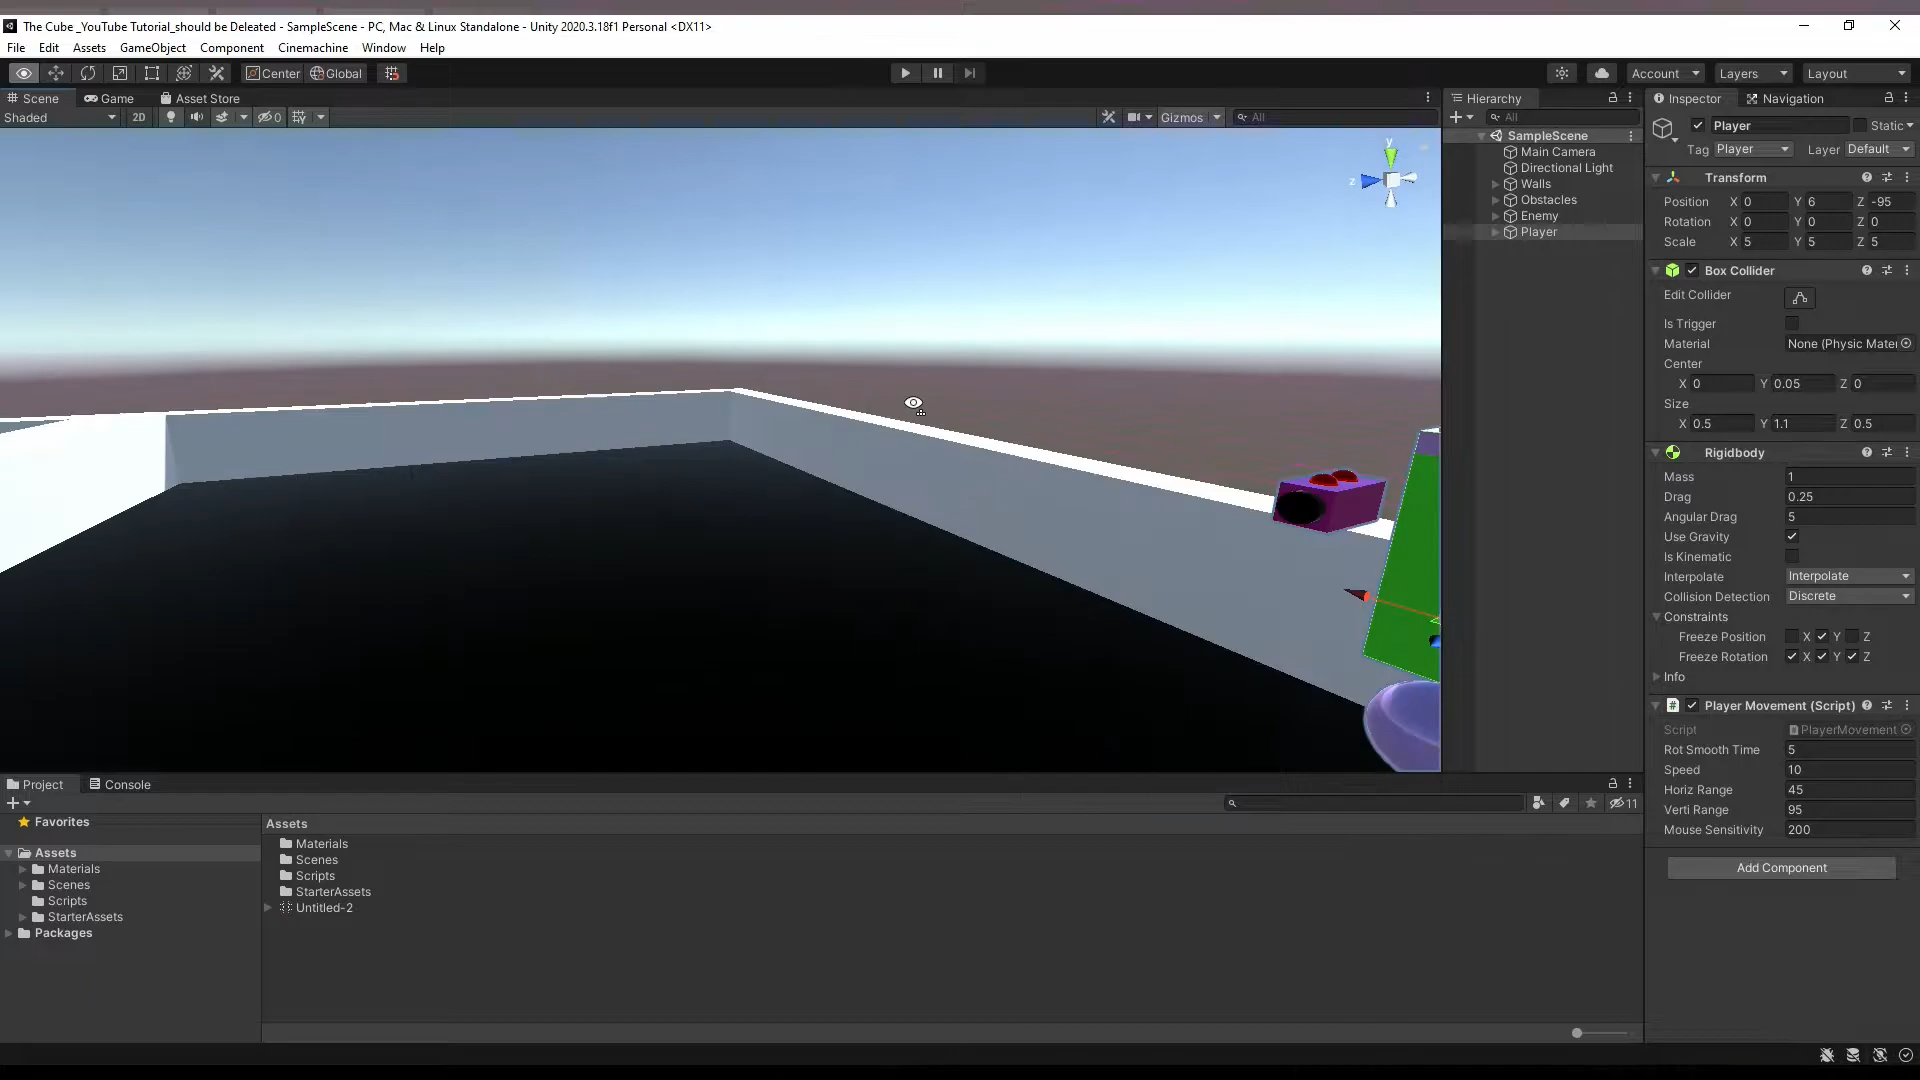 The Cube _YouTube Tutorial_should be Deleated - SampleScene - PC, Mac & Linux Standalone - Unity 2020.3.18f1 Personal <DX11>
File Edit Assets GameObject Component Cinemachine Window Help
Center Global Account Layers Layout
Scene Game Asset Store
Shaded 2D 0 Gizmos All
y
z
Hierarchy
All
SampleScene
Main Camera
Directional Light
Walls
Obstacles
Enemy
Player
Inspector Navigation
Player Static
Tag Player Layer Default
Transform
Position X 0 Y 6 Z -95
Rotation X 0 Y 0 Z 0
Scale X 5 Y 5 Z 5
Box Collider
Edit Collider
Is Trigger
Material None (Physic Mater
Center
X 0 Y 0.05 Z 0
Size
X 0.5 Y 1.1 Z 0.5
Rigidbody
Mass 1
Drag 0.25
Angular Drag 5
Use Gravity
Is Kinematic
Interpolate Interpolate
Collision Detection Discrete
Constraints
Freeze Position X Y Z
Freeze Rotation X Y Z
Info
# Player Movement (Script)
Script PlayerMovement
Rot Smooth Time 5
Speed 10
Horiz Range 45
Verti Range 95
Mouse Sensitivity 200
Add Component
Project Console
11
Favorites
Assets
Materials
Scenes
Scripts
StarterAssets
Packages
Assets
Materials
Scenes
Scripts
StarterAssets
Untitled-2